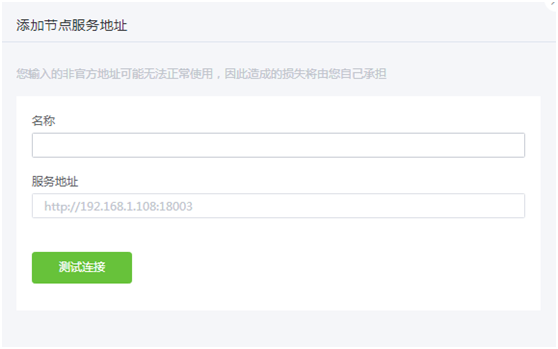 添加节点服务地址
您输入的非官方地址可能无法正常使用，因此造成的损失将由您自己承担
名称
服务地址
http://192.168.1.108:18003
测试连接